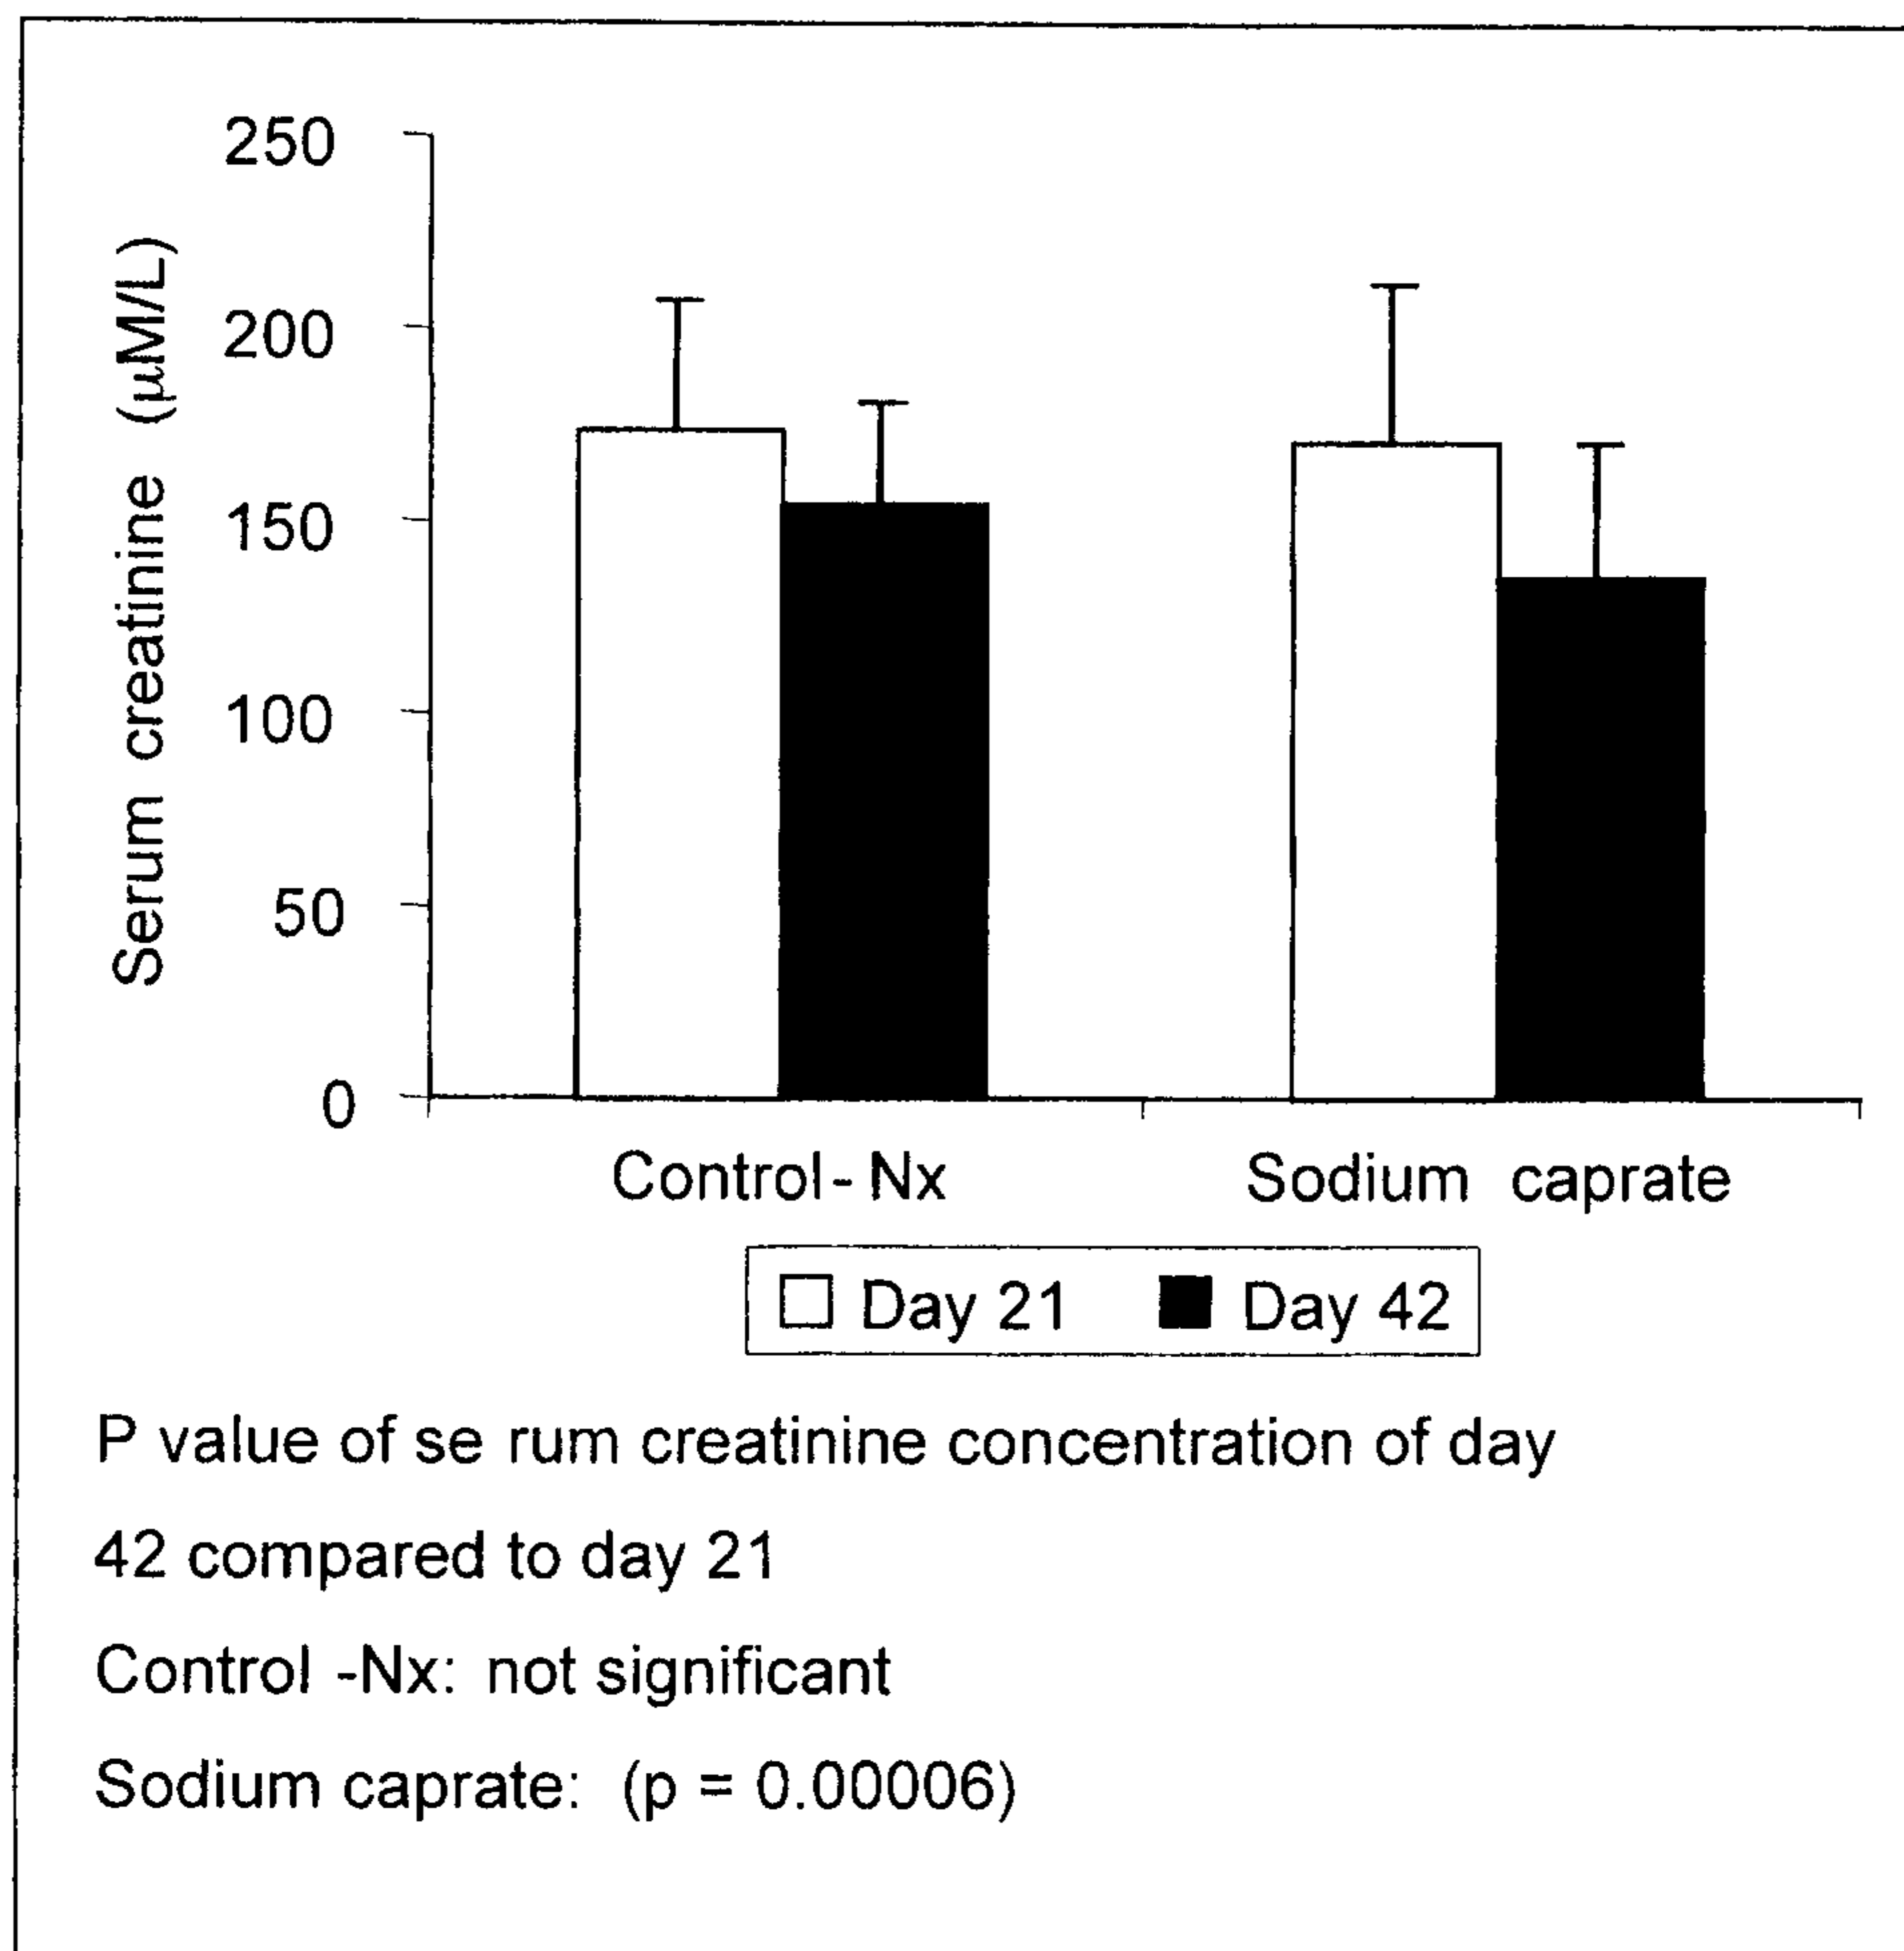 250
200
150
100
50
0
Serum creatinine (µM/L)
Control- Nx
Sodium caprate
Day 21
Day 42
P value of se rum creatinine concentration of day
42 compared to day 21
Control -Nx: not significant
Sodium caprate: (p = 0.00006)